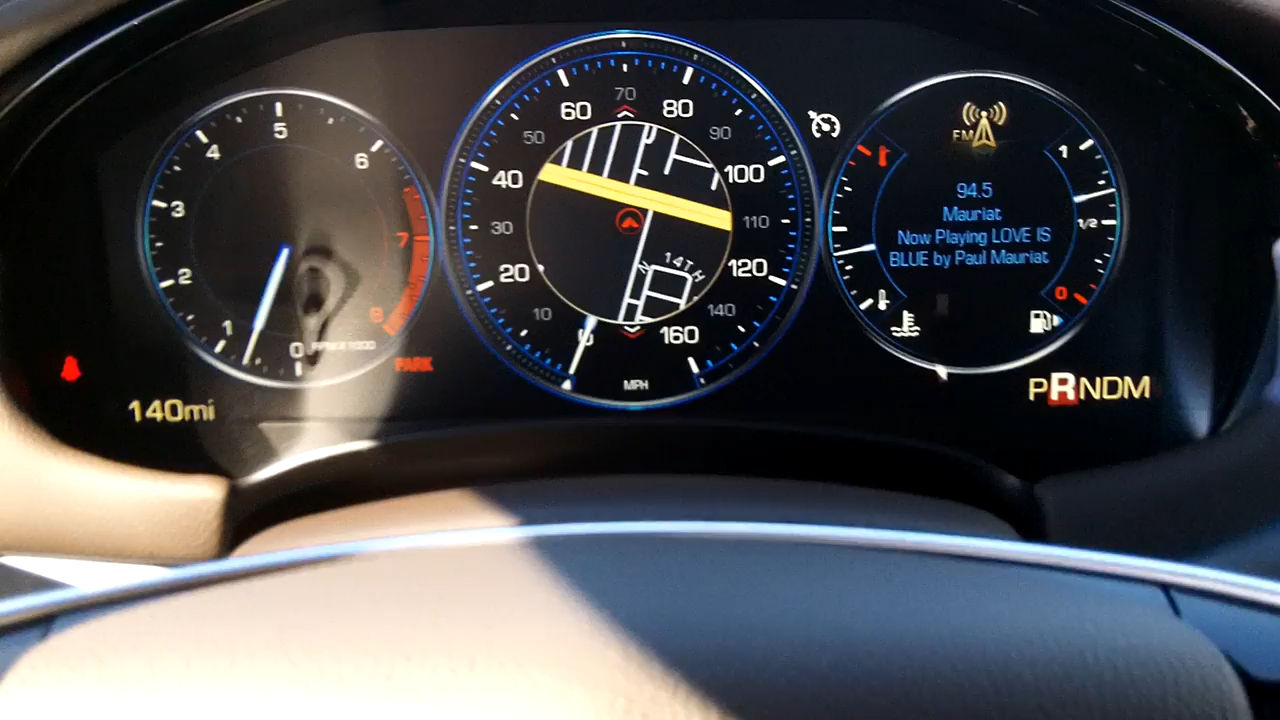 5
4
6
3
2
7
1
8
0
RPM X 1000
PARK
140mi
70
60
80
50
90
40
100
30
110
20
120
14TH
10
140
0
160
MPH
FM
94.5
Mauriat
Now Playing LOVE IS
BLUE by Paul Mauriat
1
1/2
0
PRNDM